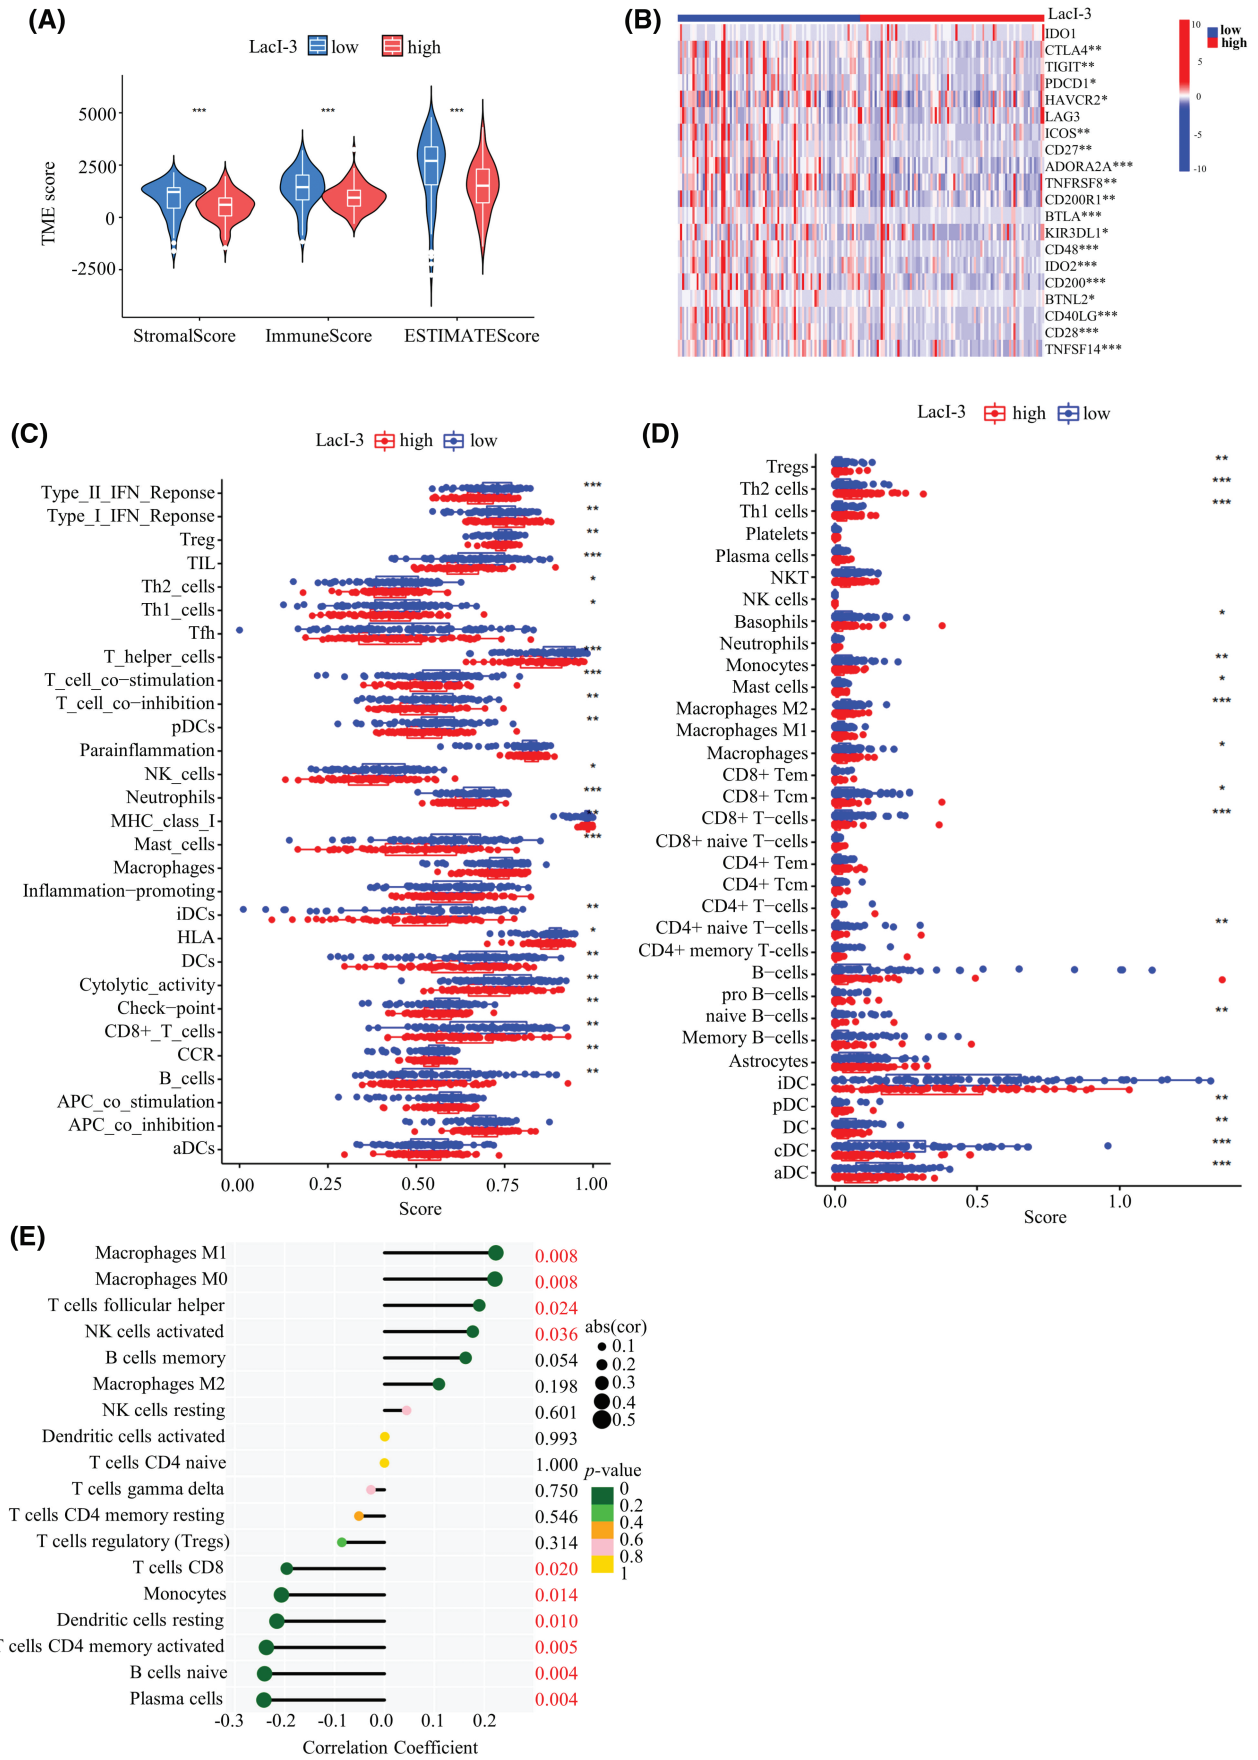 (A)
LacI-3 low high
TME score
5000
2500
0
-2500
*** *** ***
StromalScore ImmuneScore ESTIMATEScore
(B)
LacI-3
IDO1
CTLA4**
TIGIT**
PDCD1*
HAVCR2*
LAG3
ICOS**
CD27**
ADORA2A***
TNFRSF8**
CD200R1**
BTLA***
KIR3DL1*
CD48***
IDO2***
CD200***
BTNL2*
CD40LG***
CD28***
TNFSF14***
10
5
0
-5
-10
low
high
(C)
LacI-3 high low
Type_II_IFN_Reponse ***
Type_I_IFN_Reponse **
Treg **
TIL ***
Th2_cells *
Th1_cells *
Tfh
T_helper_cells ***
T_cell_co−stimulation ***
T_cell_co−inhibition **
pDCs **
Parainflammation
NK_cells *
Neutrophils ***
MHC_class_I **
Mast_cells ***
Macrophages
Inflammation−promoting
iDCs **
HLA *
DCs **
Cytolytic_activity **
Check−point **
CD8+_T_cells **
CCR **
B_cells **
APC_co_stimulation
APC_co_inhibition
aDCs
0.00 0.25 0.50 0.75 1.00
Score
(D)
LacI-3 high low
Tregs **
Th2 cells ***
Th1 cells ***
Platelets
Plasma cells
NKT
NK cells
Basophils *
Neutrophils
Monocytes **
Mast cells *
Macrophages M2 ***
Macrophages M1
Macrophages *
CD8+ Tem
CD8+ Tcm *
CD8+ T−cells ***
CD8+ naive T−cells
CD4+ Tem
CD4+ Tcm
CD4+ T−cells
CD4+ naive T−cells **
CD4+ memory T-cells
B−cells
pro B−cells
naive B−cells **
Memory B−cells
Astrocytes
iDC
pDC **
DC **
cDC ***
aDC ***
0.0 0.5 1.0
Score
(E)
Macrophages M1 0.008
Macrophages M0 0.008
T cells follicular helper 0.024
NK cells activated 0.036
B cells memory 0.054
Macrophages M2 0.198
NK cells resting 0.601
Dendritic cells activated 0.993
T cells CD4 naive 1.000
T cells gamma delta 0.750
T cells CD4 memory resting 0.546
T cells regulatory (Tregs) 0.314
T cells CD8 0.020
Monocytes 0.014
Dendritic cells resting 0.010
cells CD4 memory activated 0.005
B cells naive 0.004
Plasma cells 0.004
-0.3 -0.2 -0.1 0.0 0.1 0.2
Correlation Coefficient
abs(cor)
0.1
0.2
0.3
0.4
0.5
p-value
0
0.2
0.4
0.6
0.8
1